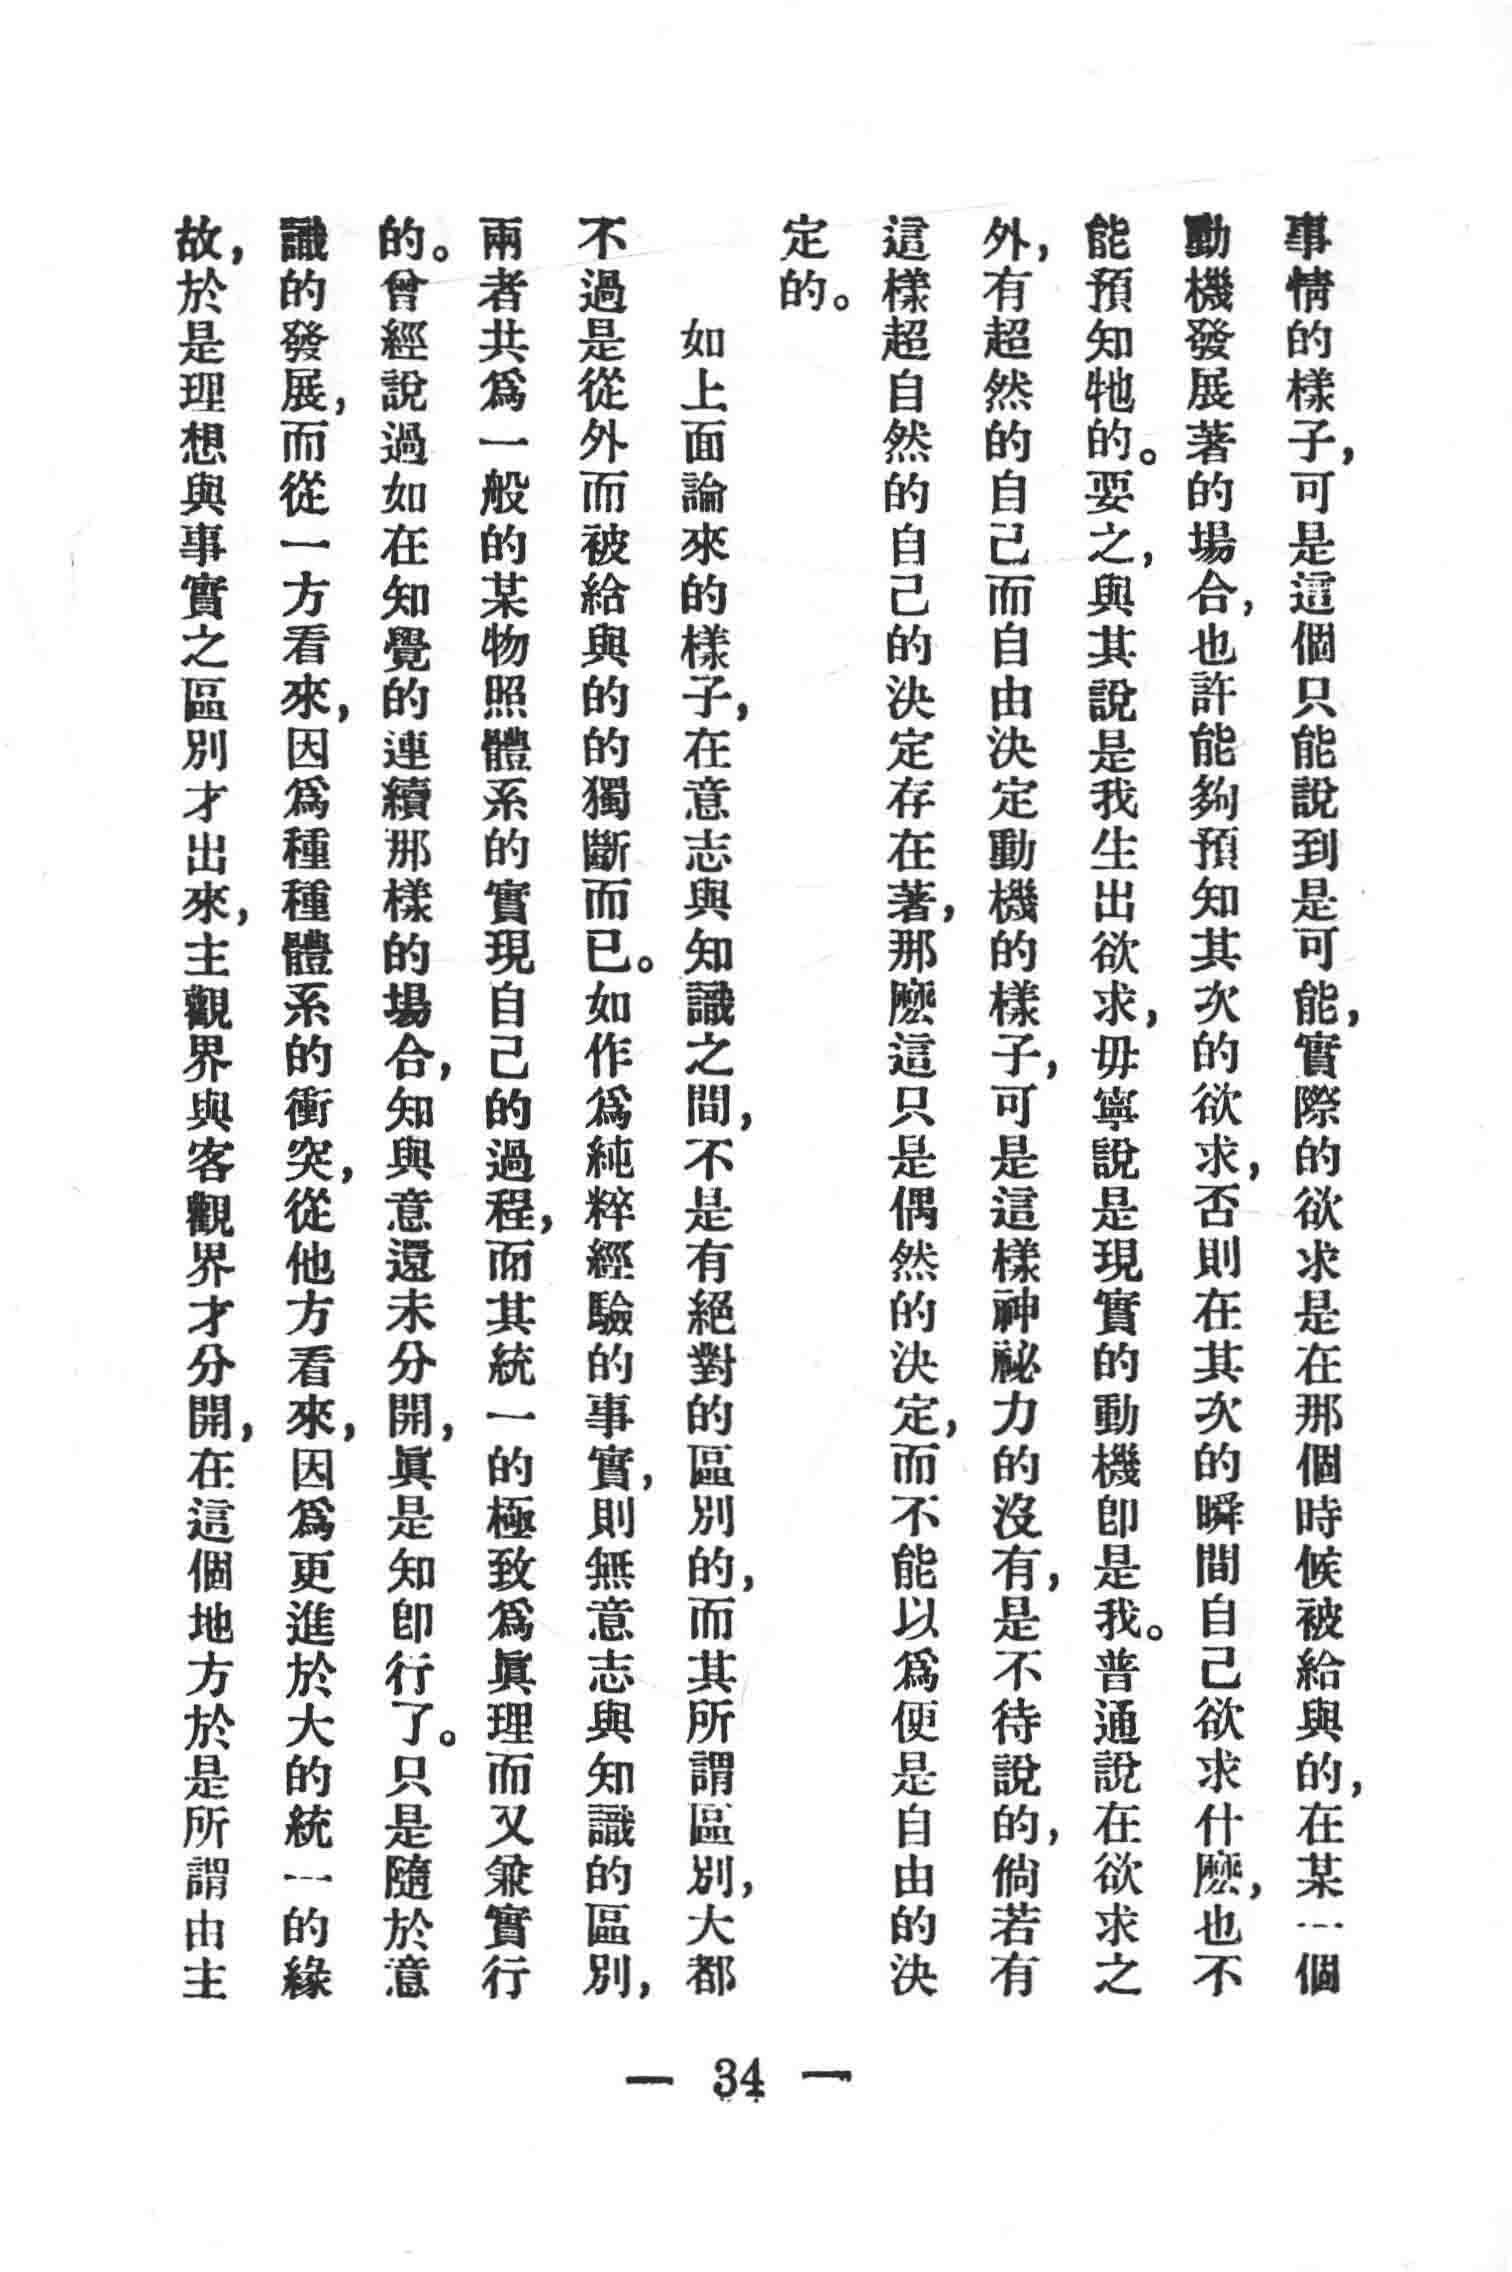 事情的樣子，可是這個只能說到是可能，實際的欲求是在那個時候被給與的，在某一個
動機發展著的場合，也許能夠預知其次的欲求，否則在其次的瞬間自己欲求什麽，也不
能預知牠的。要之，與其說是我生出欲求，毋寧說是現實的動機卽是我。普通說在欲求之
外，有超然的自己而自由決定動機的樣子，可是這樣神祕力的沒有，是不待說的，倘若有
這樣超自然的自己的決定存在著，那麽這只是偶然的決定，而不能以爲便是自由的決
定的。
如上面論來的樣子，在意志與知識之間，不是有絕對的區別的，而其所謂區別，大都
不過是從外而被給與的的獨斷而已。如作爲純粹經驗的事實，則無意志與知識的區別，
兩者共爲一般的某物照體系的實現自己的過程，而其統一的極致爲眞理而又兼實行
的。曾經說過如在知覺的連續那樣的場合，知與意還未分開，眞是知卽行了。只是隨於意
識的發展，而從一方看來，因爲種種體系的衝突，從他方看來，因爲更進於大的統一的緣
故，於是理想與事實之區別才出來，主觀界與客觀界才分開，在這個地方於是所謂由主
— 34 —